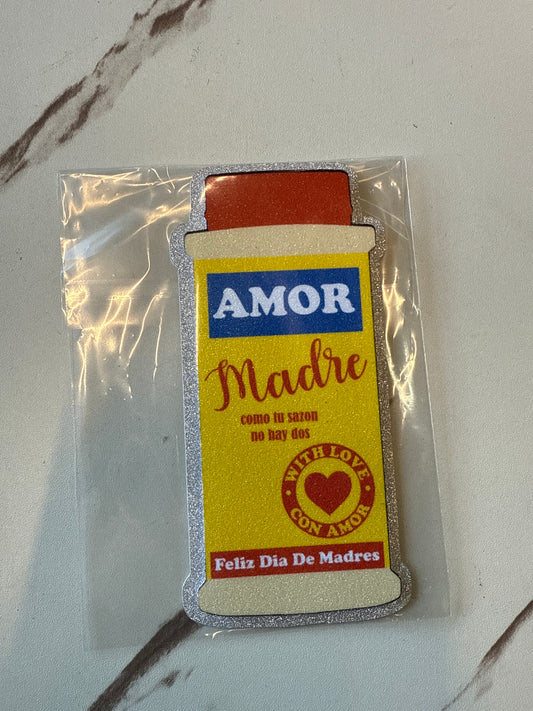 AMOR
Madre
como tu sazon
no hay dos
WITH LOVE
CON AMOR
Feliz Dia De Madres